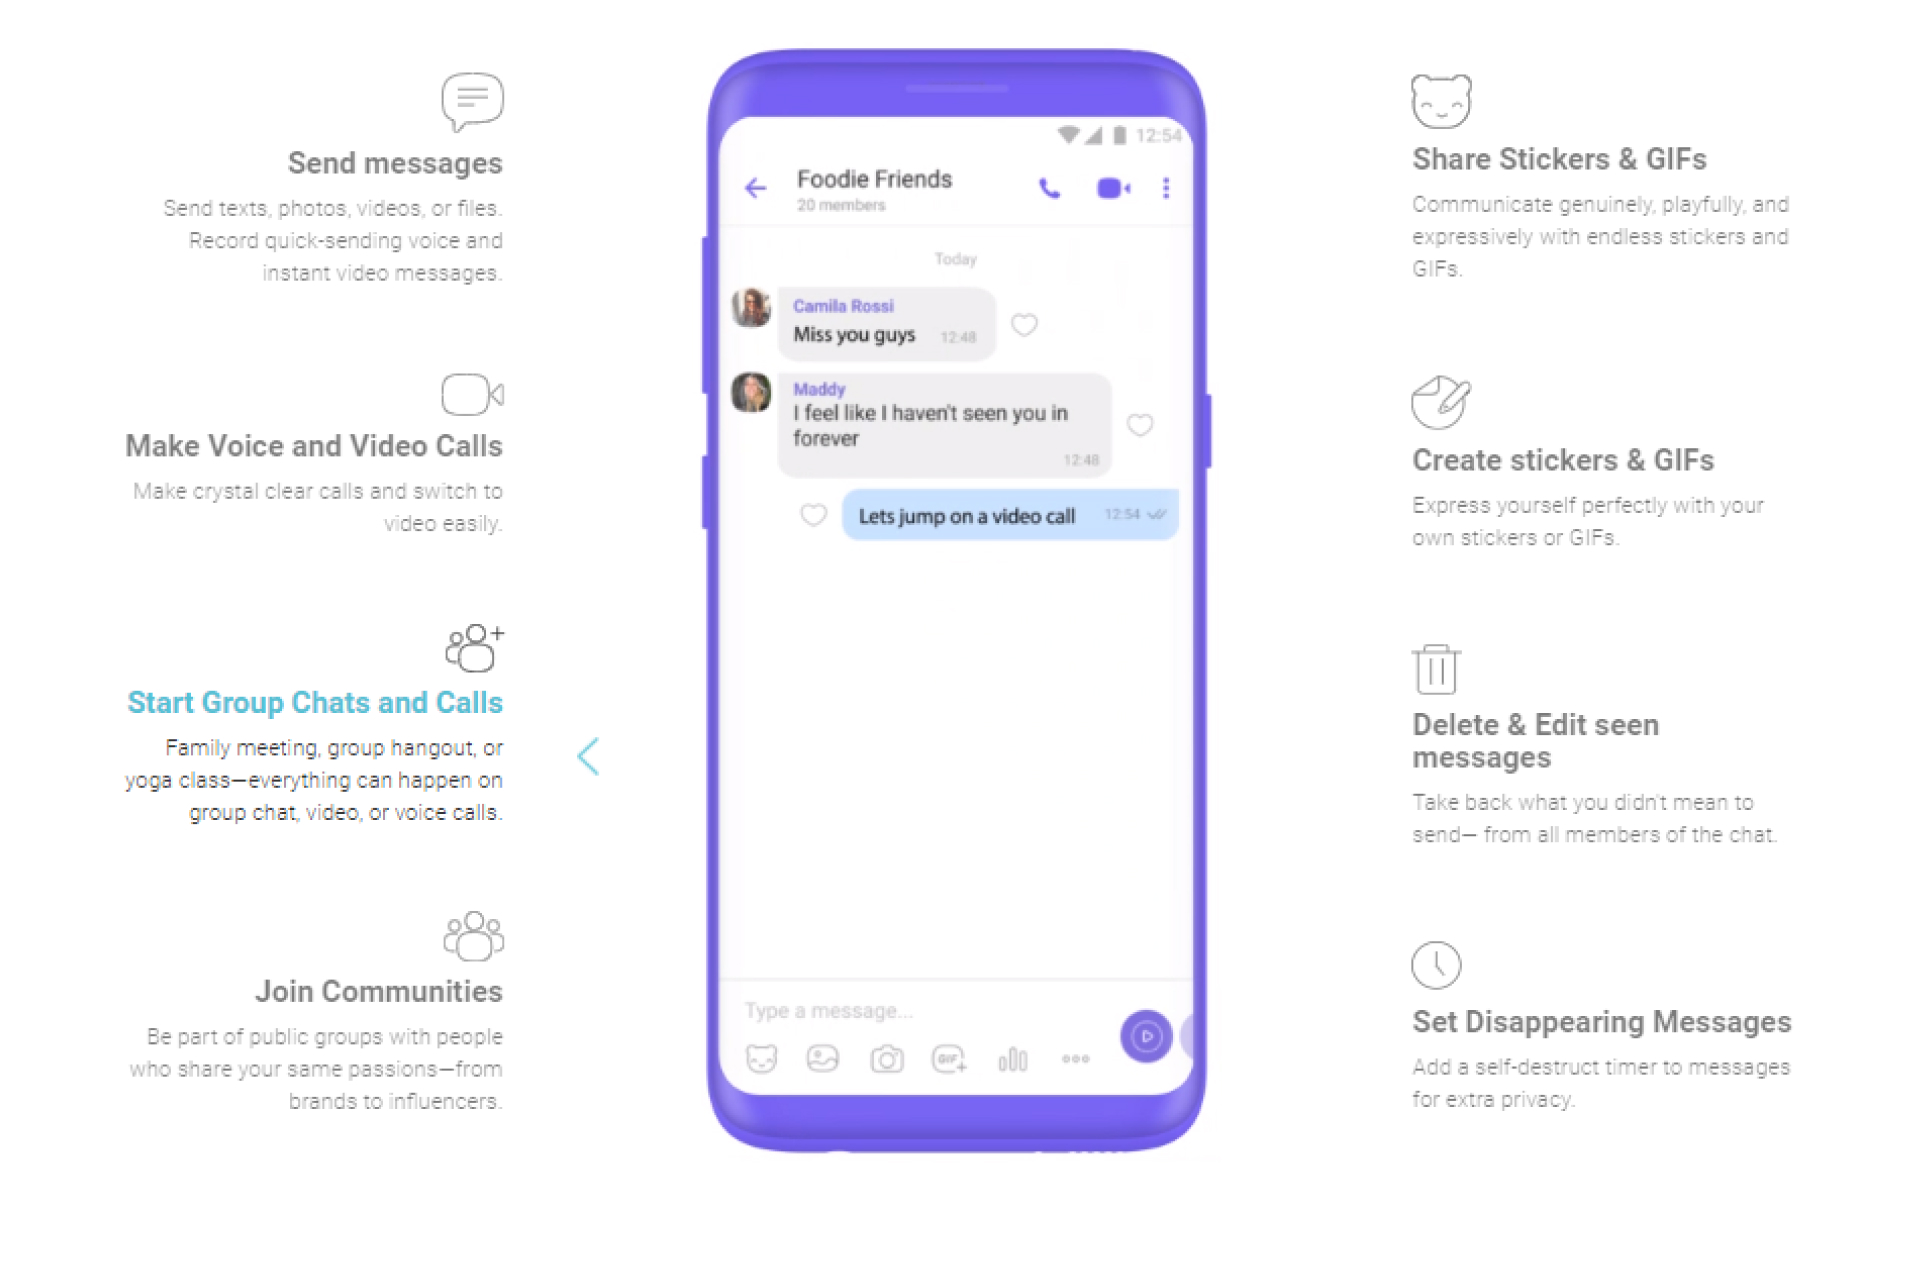 Send messages
Send texts, photos, videos, or files.
Record quick-sending voice and
instant video messages.
Make Voice and Video Calls
Make crystal clear calls and switch to
video easily.
Start Group Chats and Calls
Family meeting, group hangout, or
yoga class—everything can happen on
group chat, video, or voice calls.
Join Communities
Be part of public groups with people
who share your same passions—from
brands to influencers.
12:54
Foodie Friends
20 members
Today
Camila Rossi
Miss you guys 12:48
Maddy
I feel like I haven't seen you in
forever
12:48
Lets jump on a video call 12:54
Type a message...
GIF
Share Stickers & GIFs
Communicate genuinely, playfully, and
expressively with endless stickers and
GIFs.
Create stickers & GIFs
Express yourself perfectly with your
own stickers or GIFs.
Delete & Edit seen
messages
Take back what you didn't mean to
send— from all members of the chat.
Set Disappearing Messages
Add a self-destruct timer to messages
for extra privacy.